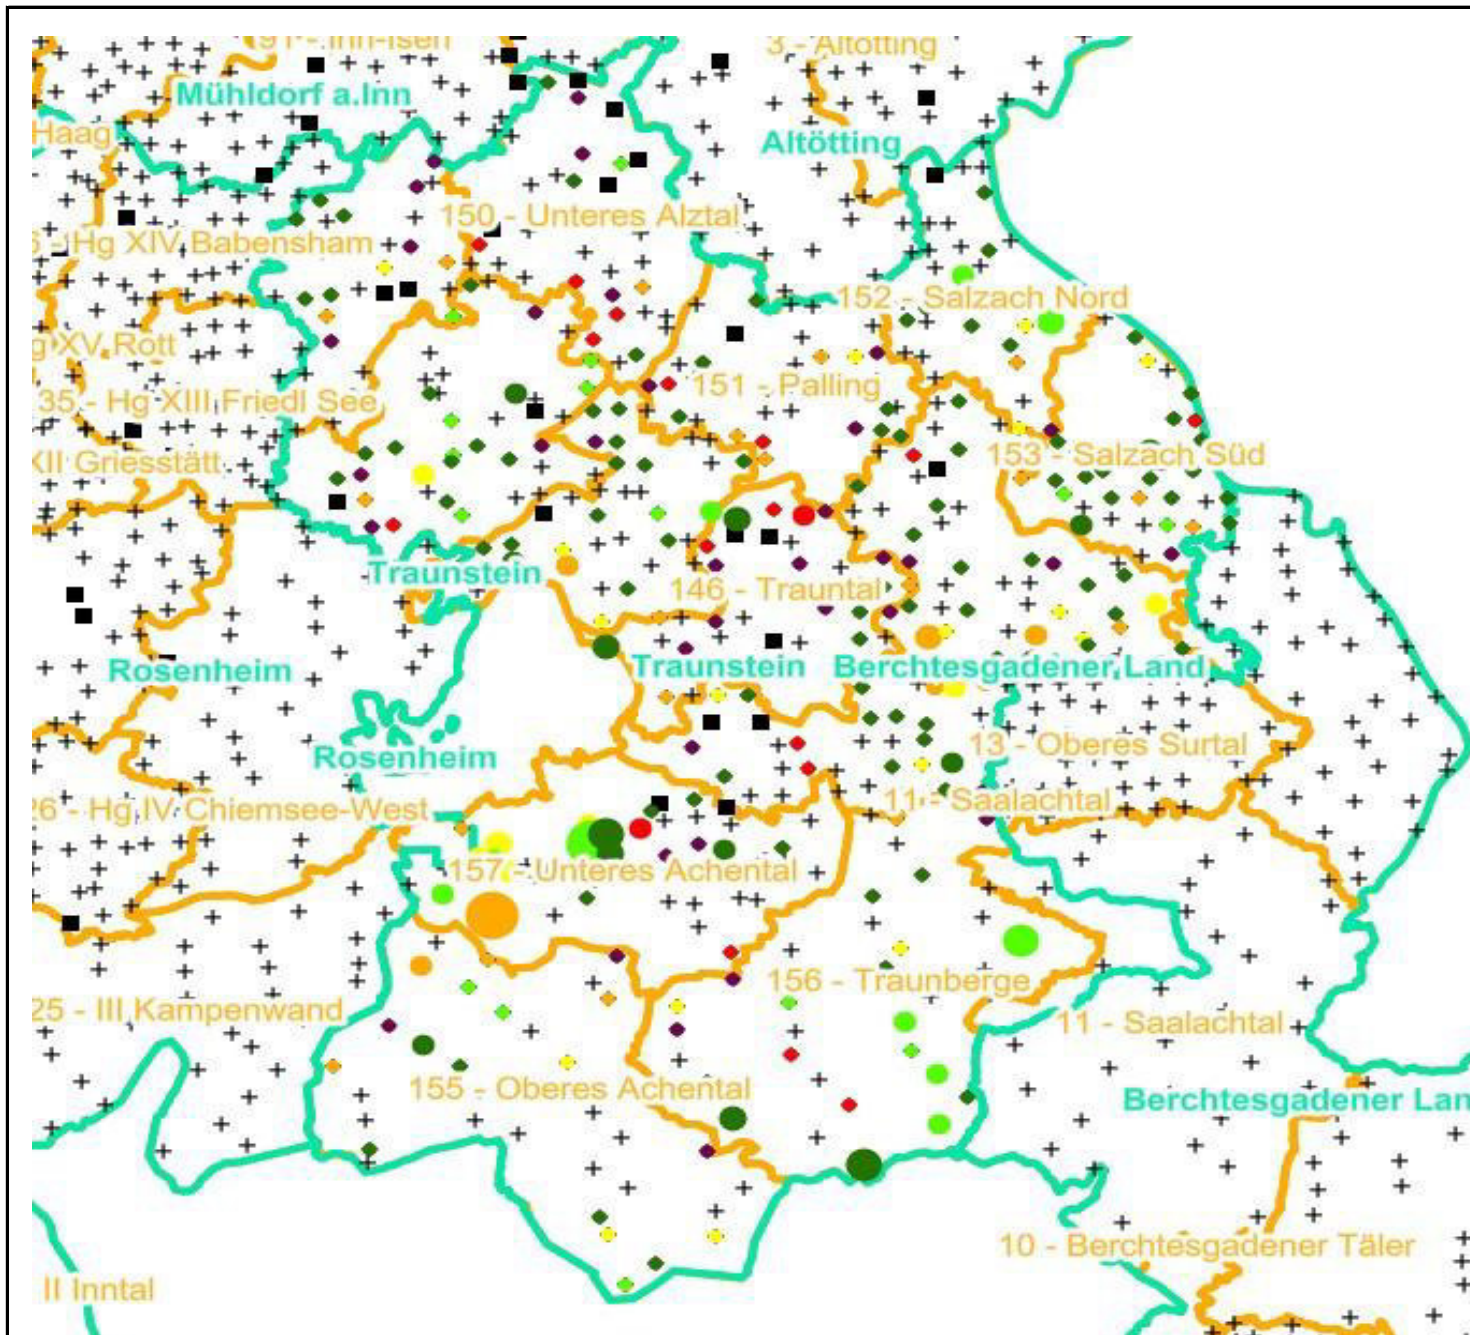 91 - Inn-Isen
3 - Altötting
Mühldorf a.Inn
Haag
Altötting
150 - Unteres Alztal
Hg XIV Babensham
152 - Salzach Nord
g XV Rott
151 - Palling
35 - Hg XIII Friedl See
153 - Salzach Süd
XII Griesstätt
Traunstein
146 - Trauntal
Rosenheim
Traunstein
Berchtesgadener Land
13 - Oberes Surtal
Rosenheim
11 - Saalachtal
26 - Hg IV Chiemsee-West
157 - Unteres Achental
156 - Traunberge
25 - III Kampenwand
11 - Saalachtal
155 - Oberes Achental
Berchtesgadener Lan
10 - Berchtesgadener Täler
II Inntal